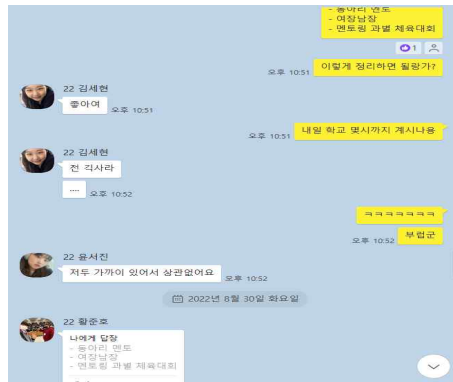 - 동아리 멘토
- 여장남장
- 멘토링 과별 체육대회
1
오후 10:51 이렇게 정리하면 될랑가?
22 김세현
좋아여 오후 10:51
오후 10:51 내일 학교 몇시까지 계시나용
22 김세현
전 긱사라
.... 오후 10:52
ㅋㅋㅋㅋㅋㅋㅋ
오후 10:52 부럽군
22 윤서진
저두 가까이 있어서 상관없어요 오후 10:52
2022년 8월 30일 화요일
22 황준호
나에게 답장
- 동아리 멘토
- 여장남장
- 멘토링 과별 체육대회